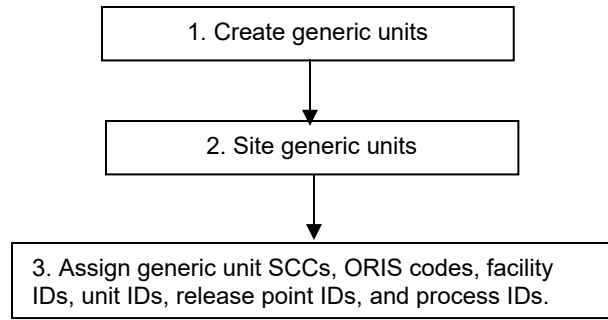 1. Create generic units
2. Site generic units
3. Assign generic unit SCCs, ORIS codes, facility
IDs, unit IDs, release point IDs, and process IDs.